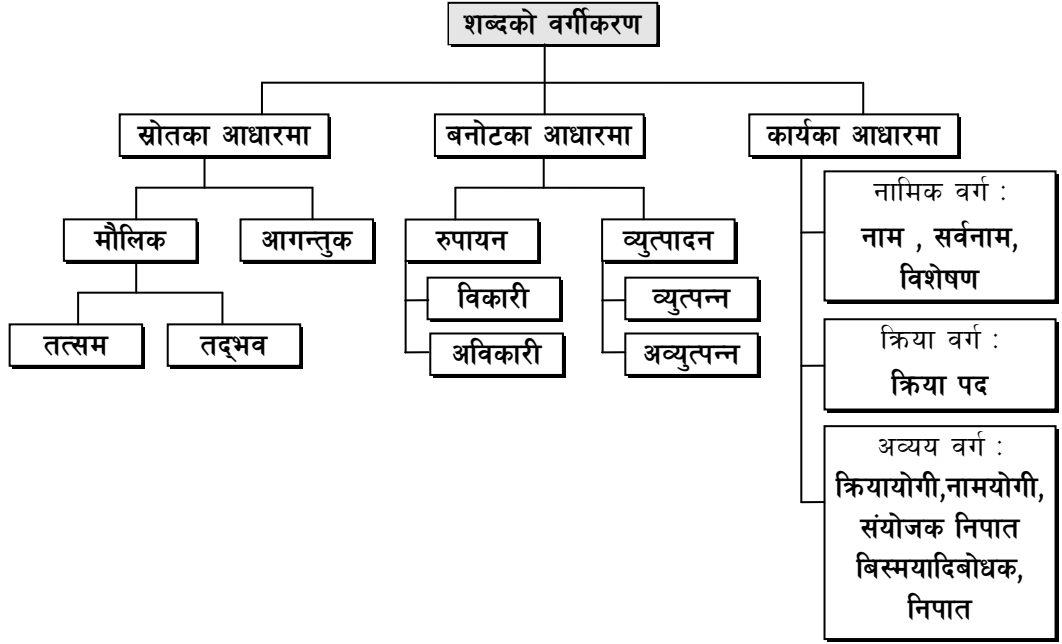 शब्दको वर्गीकरण
स्रोतका आधारमा
बनोटका आधारमा
कार्यका आधारमा
मौलिक
आगन्तुक
रुपायन
व्युत्पादन
तत्सम
तद्भव
विकारी
अविकारी
व्युत्पन्न
अव्युत्पन्न
नामिक वर्ग :
नाम , सर्वनाम,
विशेषण
क्रिया वर्ग :
क्रिया पद
अव्यय वर्ग :
क्रियायोगी,नामयोगी,
संयोजक निपात
बिस्मयादिबोधक,
निपात